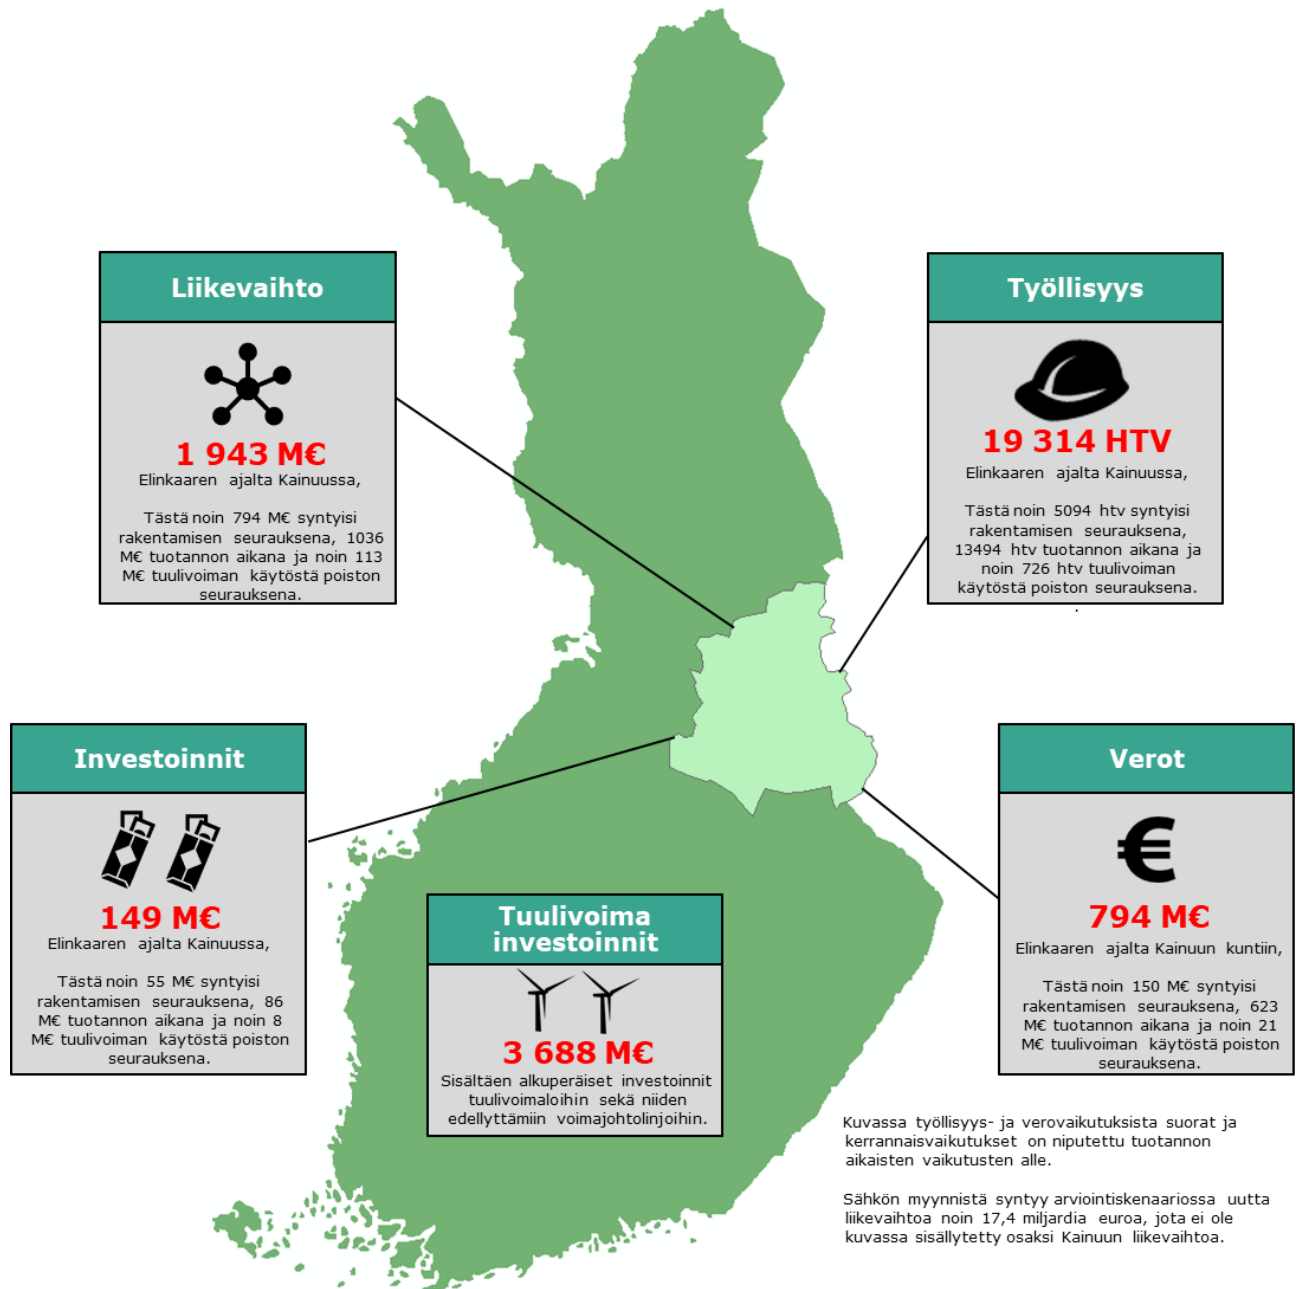 Liikevaihto
1 943 M€
Elinkaaren ajalta Kainuussa,
Tästä noin 794 M€ syntyisi
rakentamisen seurauksena, 1036
M€ tuotannon aikana ja noin 113
M€ tuulivoiman käytöstä poiston
seurauksena.
Työllisyys
19 314 HTV
Elinkaaren ajalta Kainuussa,
Tästä noin 5094 htv syntyisi
rakentamisen seurauksena,
13494 htv tuotannon aikana ja
noin 726 htv tuulivoiman
käytöstä poiston seurauksena.
.
Investoinnit
149 M€
Elinkaaren ajalta Kainuussa,
Tästä noin 55 M€ syntyisi
rakentamisen seurauksena, 86
M€ tuotannon aikana ja noin 8
M€ tuulivoiman käytöstä poiston
seurauksena.
Tuulivoima
investoinnit
3 688 M€
Sisältäen alkuperäiset investoinnit
tuulivoimaloihin sekä niiden
edellyttämiin voimajohtolinjoihin.
Verot
€
794 M€
Elinkaaren ajalta Kainuun kuntiin,
Tästä noin 150 M€ syntyisi
rakentamisen seurauksena, 623
M€ tuotannon aikana ja noin 21
M€ tuulivoiman käytöstä poiston
seurauksena.
Kuvassa työllisyys- ja verovaikutuksista suorat ja
kerrannaisvaikutukset on niputettu tuotannon
aikaisten vaikutusten alle.
Sähkön myynnistä syntyy arviointiskenaariossa uutta
liikevaihtoa noin 17,4 miljardia euroa, jota ei ole
kuvassa sisällytetty osaksi Kainuun liikevaihtoa.